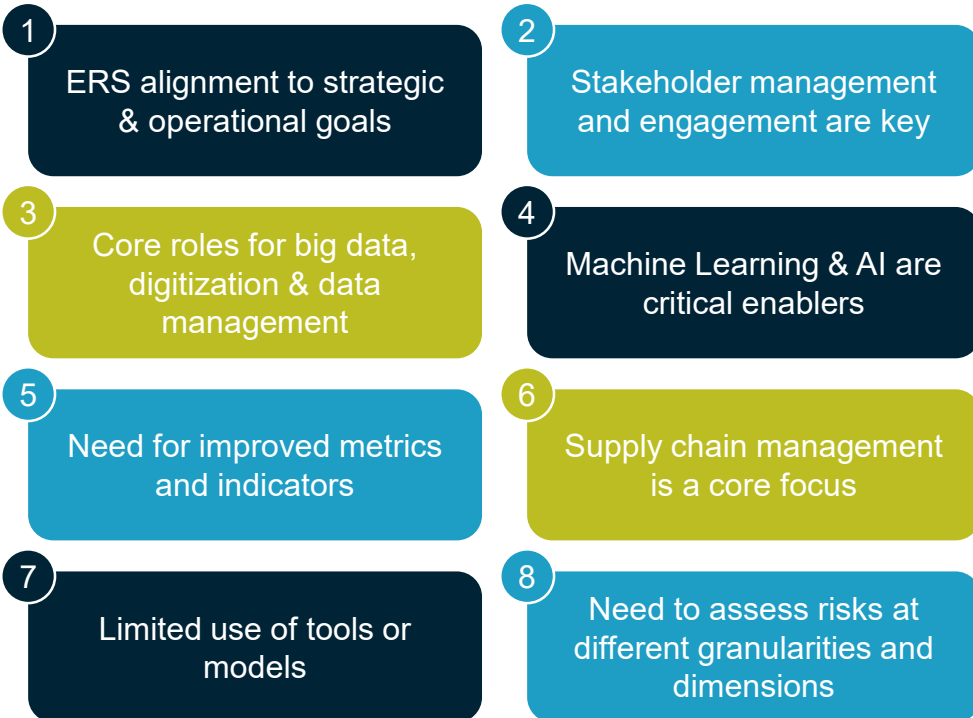 1
ERS alignment to strategic
& operational goals
2
Stakeholder management
and engagement are key
3
Core roles for big data,
digitization & data
management
4
Machine Learning & AI are
critical enablers
5
Need for improved metrics
and indicators
6
Supply chain management
is a core focus
7
Limited use of tools or
models
8
Need to assess risks at
different granularities and
dimensions